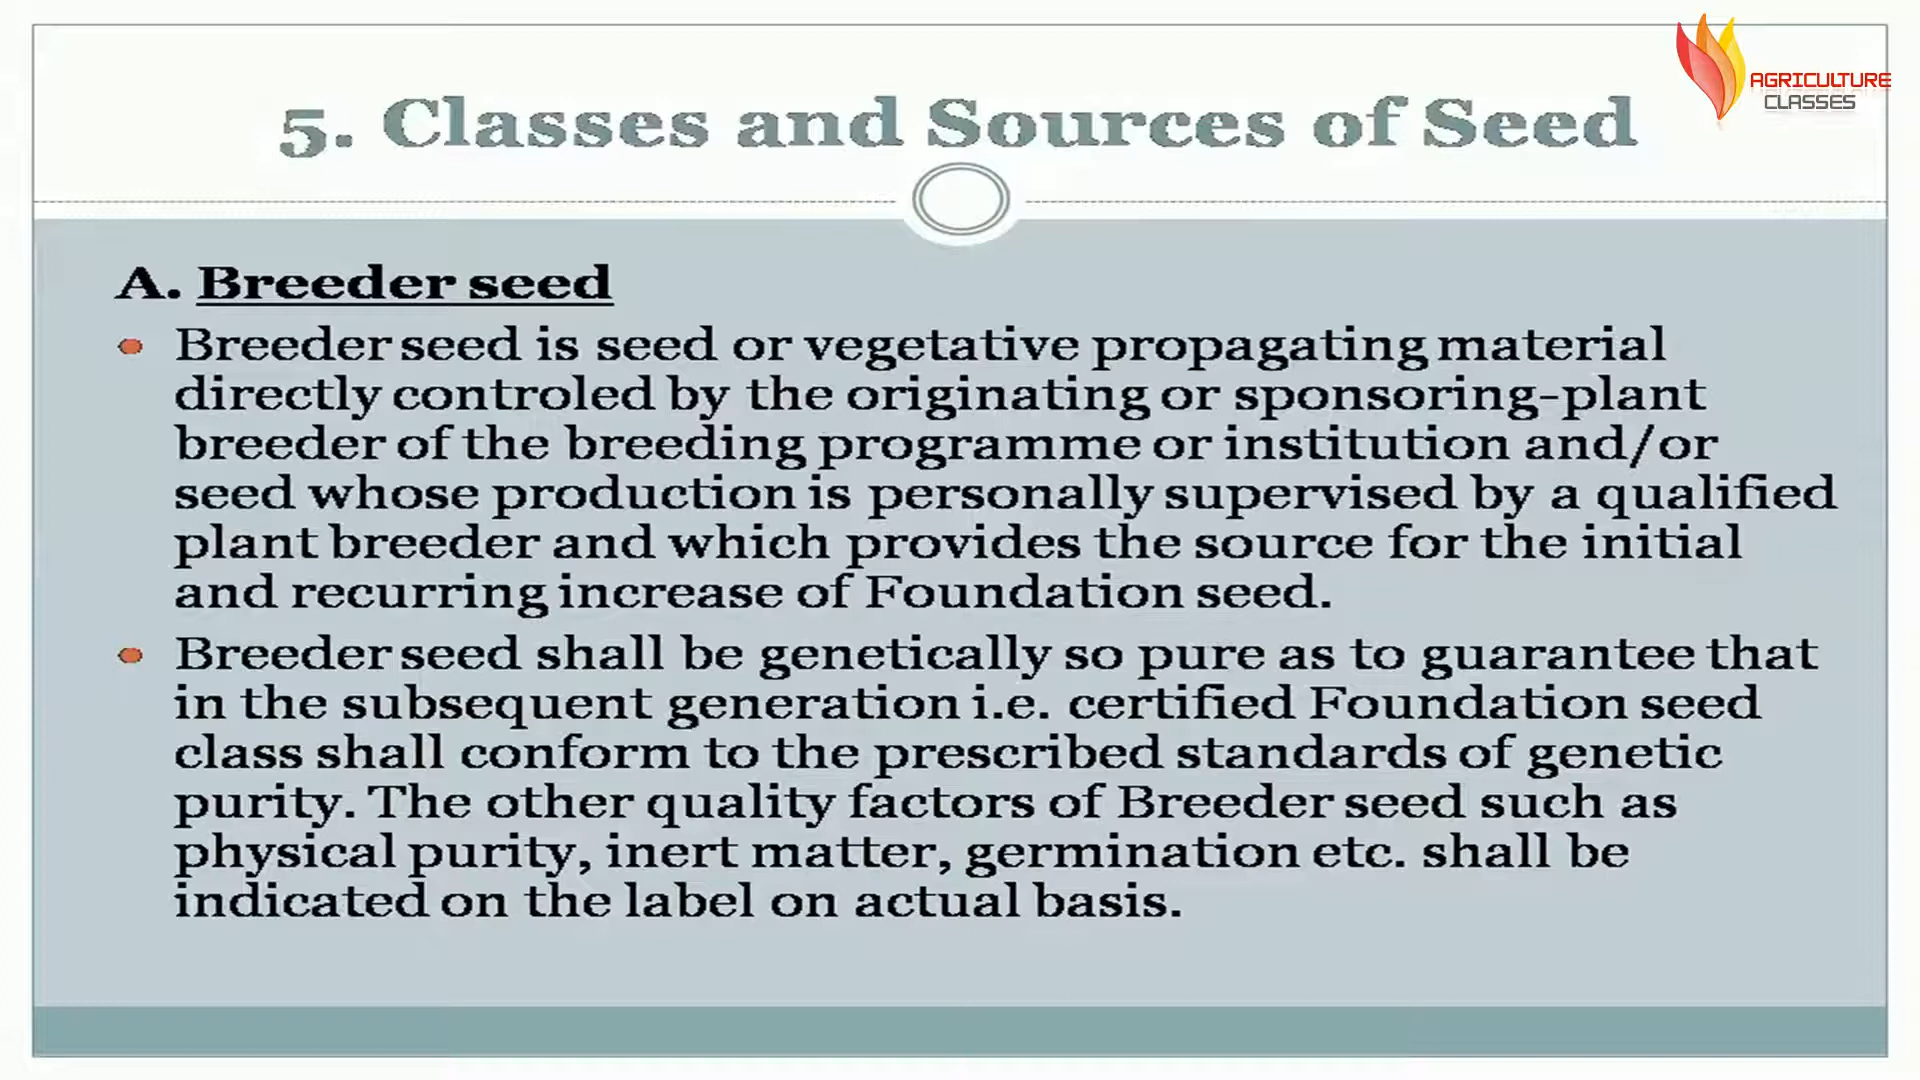 AGRICULTURE
CLASSES
5. Classes and Sources of Seed
A. Breeder seed
Breeder seed is seed or vegetative propagating material
directly controled by the originating or sponsoring-plant
breeder of the breeding programme or institution and/or
seed whose production is personally supervised by a qualified
plant breeder and which provides the source for the initial
and recurring increase of Foundation seed.
Breeder seed shall be genetically so pure as to guarantee that
in the subsequent generation i.e. certified Foundation seed
class shall conform to the prescribed standards of genetic
purity. The other quality factors of Breeder seed such as
physical purity, inert matter, germination etc. shall be
indicated on the label on actual basis.